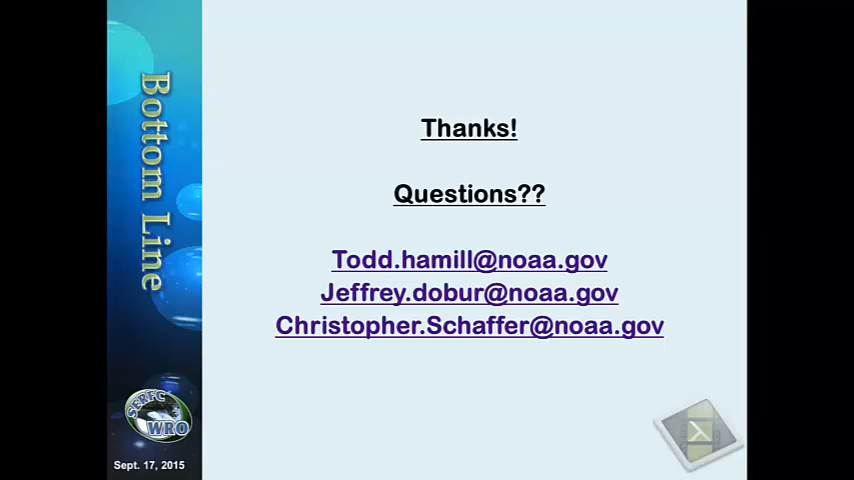 Bottom Line
Thanks!
Questions??
Todd.hamill@noaa.gov
Jeffrey.dobur@noaa.gov
Christopher.Schaffer@noaa.gov
SERFC
WRO
Sept. 17, 2015